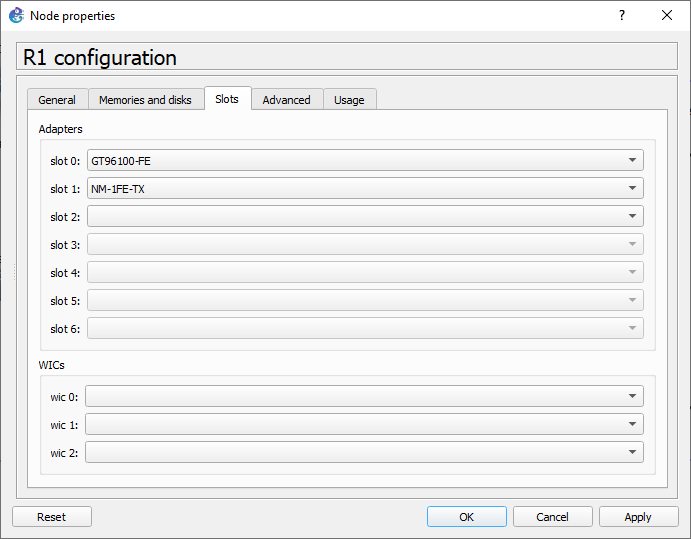 Node properties
?
R1 configuration
General Memories and disks Slots Advanced Usage
Adapters
slot 0: GT96100-FE
slot 1: NM-1FE-TX
slot 2:
slot 3:
slot 4:
slot 5:
slot 6:
WICs
wic 0:
wic 1:
wic 2:
Reset OK Cancel Apply